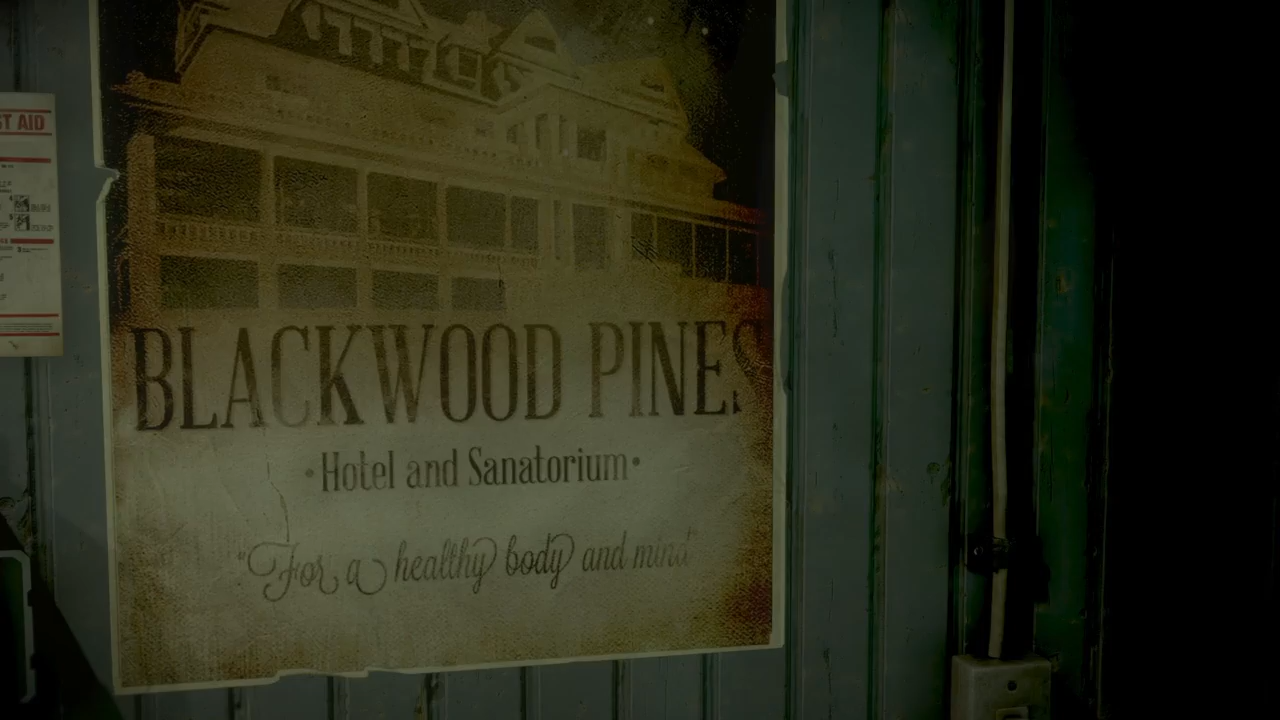 ST AID
BLACKWOOD PINES
•Hotel and Sanatorium•
"For a healthy body and mind"